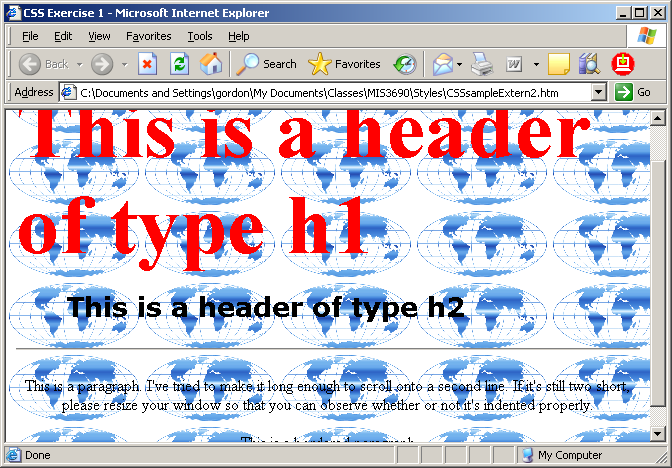 CSS Exercise 1 - Microsoft Internet Explorer
File Edit View Favorites Tools Help
Back Search Favorites
Address C:\Documents and Settings\gordon\My Documents\Classes\MIS3690\Styles\CSSsampleExtern2.htm Go
This is a header
of type h1
This is a header of type h2
This is a paragraph. I've tried to make it long enough to scroll onto a second line. If it's still two short,
please resize your window so that you can observe whether or not it's indented properly.
This is a bordered paragraph
Done My Computer